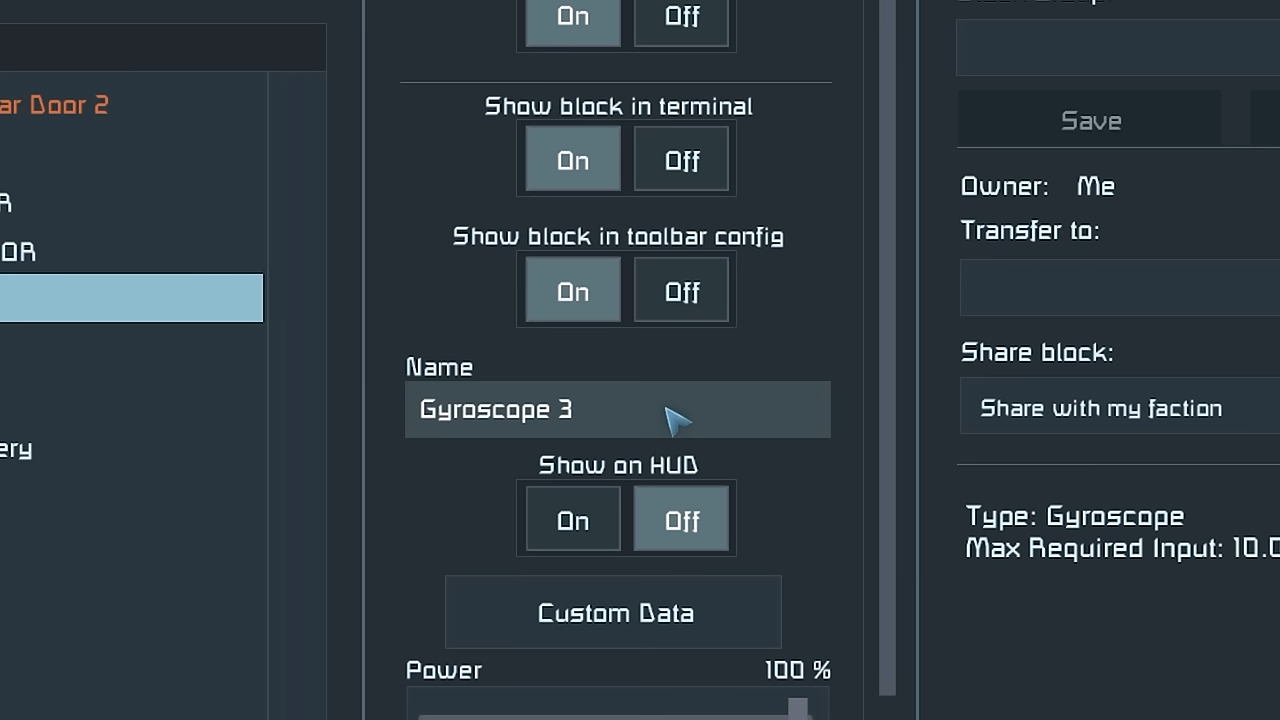 On Off
ar Door 2
Show block in terminal
On Off
Save
R
Owner: Me
OR
Show block in toolbar config
Transfer to:
On Off
Name
Share block:
Gyroscope 3
Share with my faction
ery
Show on HUD
On Off
Type: Gyroscope
Max Required Input: 10.0
Custom Data
Power 100 %